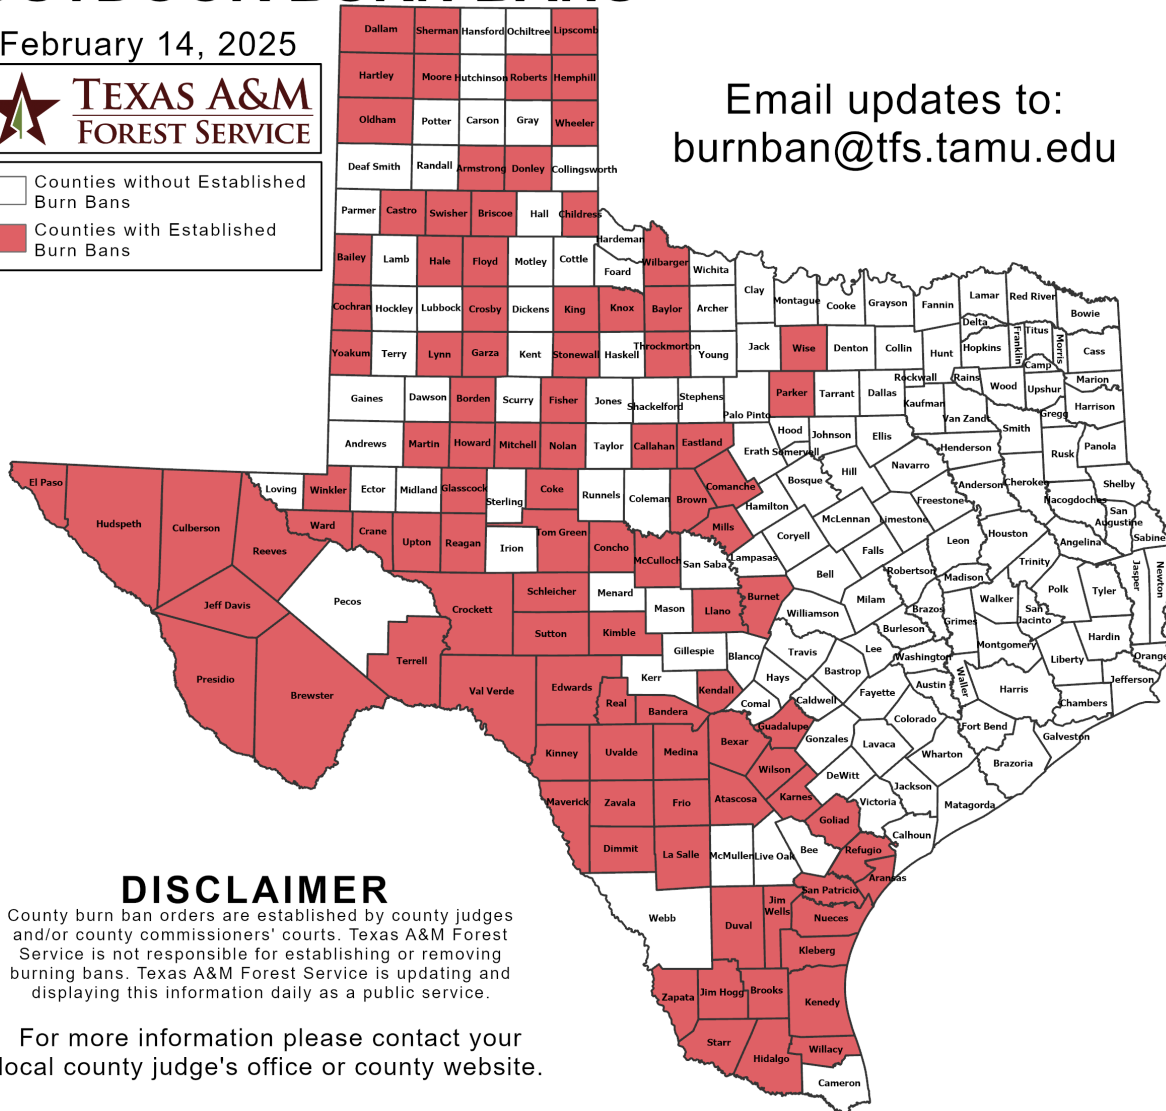 February 14, 2025
TEXAS A&M
FOREST SERVICE
Counties without Established
Burn Bans
Counties with Established
Burn Bans
Email updates to:
burnban@tfs.tamu.edu
Dallam Sherman Hansford Ochiltree Lipscomb
Hartley Moore Hutchinson Roberts Hemphill
Oldham Potter Carson Gray Wheeler
Deaf Smith Randall Armstrong Donley Collingsworth
Parmer Castro Swisher Briscoe Hall Childress
Hardeman
Bailey Lamb Hale Floyd Motley Cottle Foard Wilbarger Wichita
Clay Montague Cooke Grayson Fannin Lamar Red River Bowie
Cochran Hockley Lubbock Crosby Dickens King Knox Baylor Archer
Delta Titus Franklin Morris Cass
Yoakum Terry Lynn Garza Kent Stonewall Haskell Throckmorton Young Jack Wise Denton Collin Hunt Hopkins
Camp
Rockwall Rains Wood Upshur Marion
Gaines Dawson Borden Scurry Fisher Jones Shackelford Stephens Palo Pinto Parker Tarrant Dallas Kaufman Van Zandt Gregg Harrison
Smith
Andrews Martin Howard Mitchell Nolan Taylor Callahan Eastland Erath Hood Somervell Johnson Ellis Henderson Rusk Panola
Loving Winkler Ector Midland Glasscock Sterling Coke Runnels Coleman Brown Comanche Hamilton Bosque Hill Navarro Freestone Anderson Cherokee Nacogdoches Shelby
San
Augustine
Sabine
El Paso Hudspeth Culberson Reeves Ward Crane Upton Reagan Irion Tom Green Concho McCulloch San Saba Mills Lampasas Coryell McLennan Limestone Leon Houston Angelina
Jeff Davis Pecos Crockett Schleicher Menard Mason Llano Burnet Bell Falls Robertson Madison Trinity Polk Tyler Jasper Newton
Williamson Milam Brazos Grimes Walker
San
Jacinto
Presidio Brewster Terrell Val Verde Sutton Kimble Gillespie Blanco Travis Lee Burleson Washington Montgomery Liberty Hardin Orange
Edwards Kerr Real Bandera Kendall Comal Hays Caldwell Bastrop Fayette Austin Waller Harris Chambers Jefferson
Kinney Uvalde Medina Bexar Guadalupe Gonzales Lavaca Colorado Wharton Fort Bend Brazoria Galveston
Maverick Zavala Frio Atascosa Wilson Karnes DeWitt Victoria Jackson Matagorda
Dimmit La Salle McMullen Live Oak Bee Goliad Refugio Calhoun
Aransas
San Patricio
Webb Duval
Jim
Wells
Nueces
Kleberg
Zapata Jim Hogg Brooks Kenedy
Starr Hidalgo Willacy
Cameron
DISCLAIMER
County burn ban orders are established by county judges
and/or county commissioners' courts. Texas A&M Forest
Service is not responsible for establishing or removing
burning bans. Texas A&M Forest Service is updating and
displaying this information daily as a public service.
For more information please contact your
local county judge's office or county website.